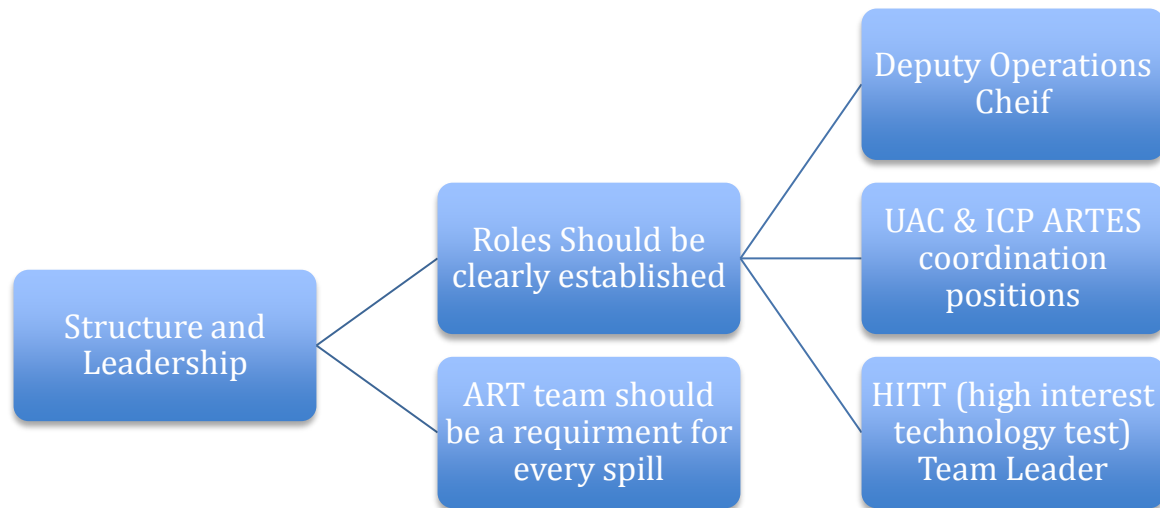 Structure and
Leadership
Roles Should be
clearly established
ART team should
be a requirment for
every spill
Deputy Operations
Cheif
UAC & ICP ARTES
coordination
positions
HITT (high interest
technology test)
Team Leader